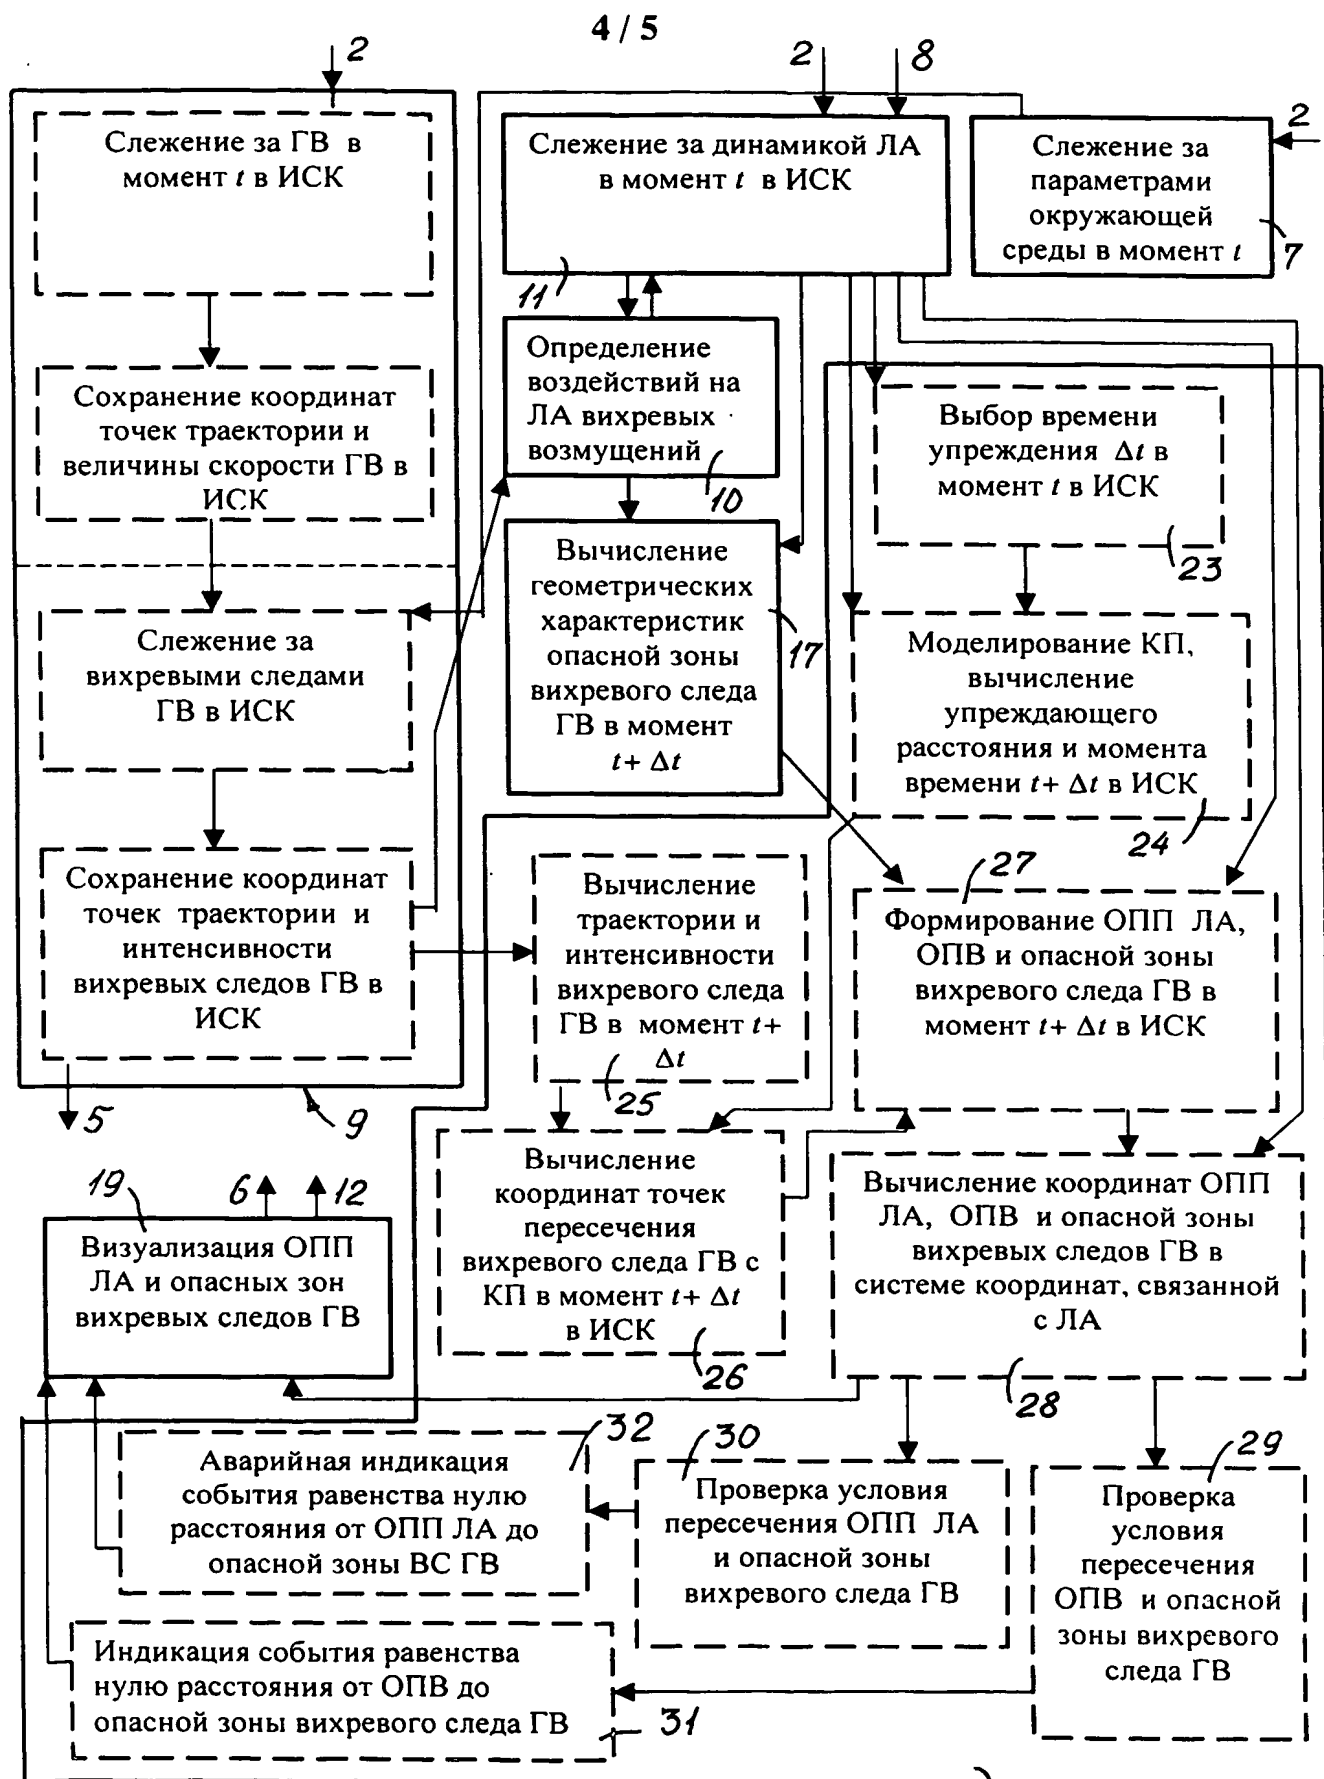 4 / 5
2
Слежение за ГВ в
момент t в ИСК
Сохранение координат
точек траектории и
величины скорости ГВ в
ИСК
Слежение за
вихревыми следами
ГВ в ИСК
Сохранение координат
точек траектории и
интенсивности
вихревых следов ГВ в
ИСК
5
9
2
8
Слежение за динамикой ЛА
в момент t в ИСК
11
2
Слежение за
параметрами
окружающей
среды в момент t
7
Определение
воздействий на
ЛА вихревых
возмущений
10
Вычисление
геометрических
характеристик
опасной зоны
вихревого следа
ГВ в момент
t+ Δt
17
Выбор времени
упреждения Δt в
момент t в ИСК
23
Моделирование КП,
вычисление
упреждающего
расстояния и момента
времени t+ Δt в ИСК
24
Вычисление
траектории и
интенсивности
вихревого следа
ГВ в момент t+
Δt
25
27
Формирование ОПП ЛА,
ОПВ и опасной зоны
вихревого следа ГВ в
момент t+ Δt в ИСК
Вычисление
координат точек
пересечения
вихревого следа ГВ с
КП в момент t+ Δt
в ИСК
26
Вычисление координат ОПП
ЛА, ОПВ и опасной зоны
вихревых следов ГВ в
системе координат, связанной
с ЛА
28
19
6
12
Визуализация ОПП
ЛА и опасных зон
вихревых следов ГВ
32
Аварийная индикация
события равенства нулю
расстояния от ОПП ЛА до
опасной зоны ВС ГВ
30
Проверка условия
пересечения ОПП ЛА
и опасной зоны
вихревого следа ГВ
29
Проверка
условия
пересечения
ОПВ и опасной
зоны вихревого
следа ГВ
Индикация события равенства
нулю расстояния от ОПВ до
опасной зоны вихревого следа ГВ
31